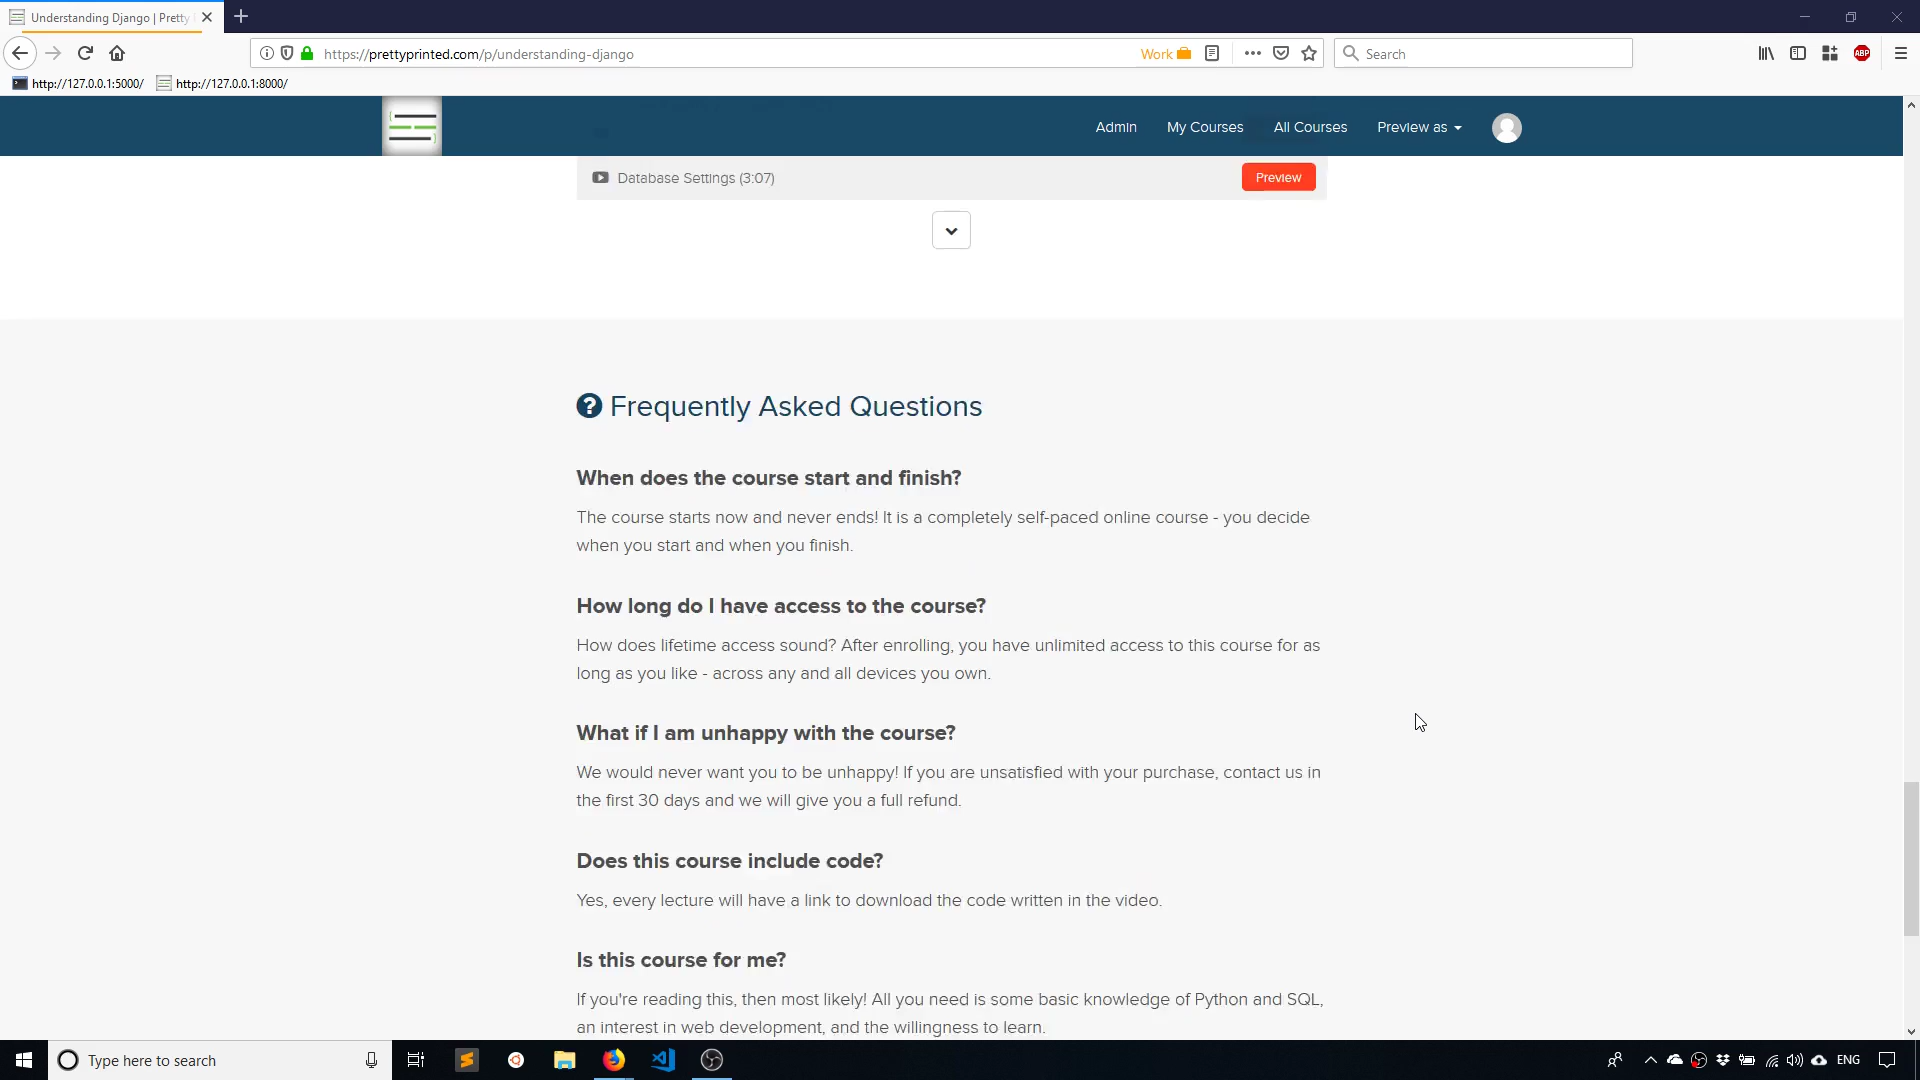 Understanding Django | Pretty
https://prettyprinted.com/p/understanding-django
Work
Search
ABP
http://127.0.0.1:5000/
http://127.0.0.1:8000/
Admin
My Courses
All Courses
Preview as
Database Settings (3:07)
Preview
Frequently Asked Questions
When does the course start and finish?
The course starts now and never ends! It is a completely self-paced online course - you decide
when you start and when you finish.
How long do I have access to the course?
How does lifetime access sound? After enrolling, you have unlimited access to this course for as
long as you like - across any and all devices you own.
What if I am unhappy with the course?
We would never want you to be unhappy! If you are unsatisfied with your purchase, contact us in
the first 30 days and we will give you a full refund.
Does this course include code?
Yes, every lecture will have a link to download the code written in the video.
Is this course for me?
If you're reading this, then most likely! All you need is some basic knowledge of Python and SQL,
an interest in web development, and the willingness to learn.
Type here to search
ENG